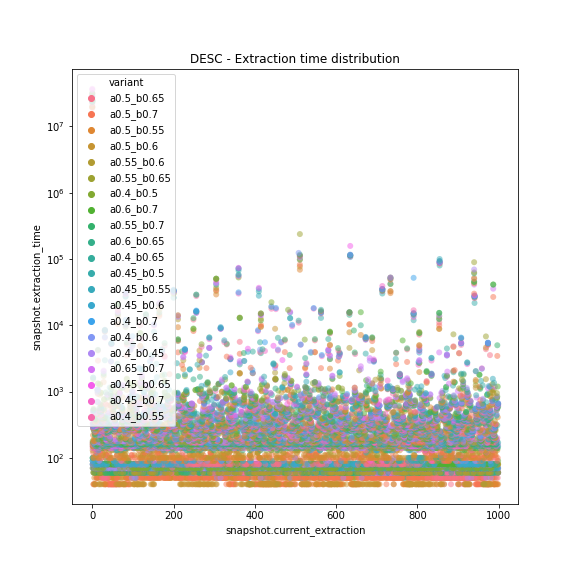 DESC - Extraction time distribution
variant
a0.5_b0.65
a0.5_b0.7
a0.5_b0.55
a0.5_b0.6
a0.55_b0.6
a0.55_b0.65
a0.4_b0.5
a0.6_b0.7
a0.55_b0.7
a0.6_b0.65
a0.4_b0.65
a0.45_b0.5
a0.45_b0.55
a0.45_b0.6
a0.4_b0.7
a0.4_b0.6
a0.4_b0.45
a0.65_b0.7
a0.45_b0.65
a0.45_b0.7
a0.4_b0.55
snapshot.extraction_time
10⁷
10⁶
10⁵
10⁴
10³
10²
0 200 400 600 800 1000
snapshot.current_extraction